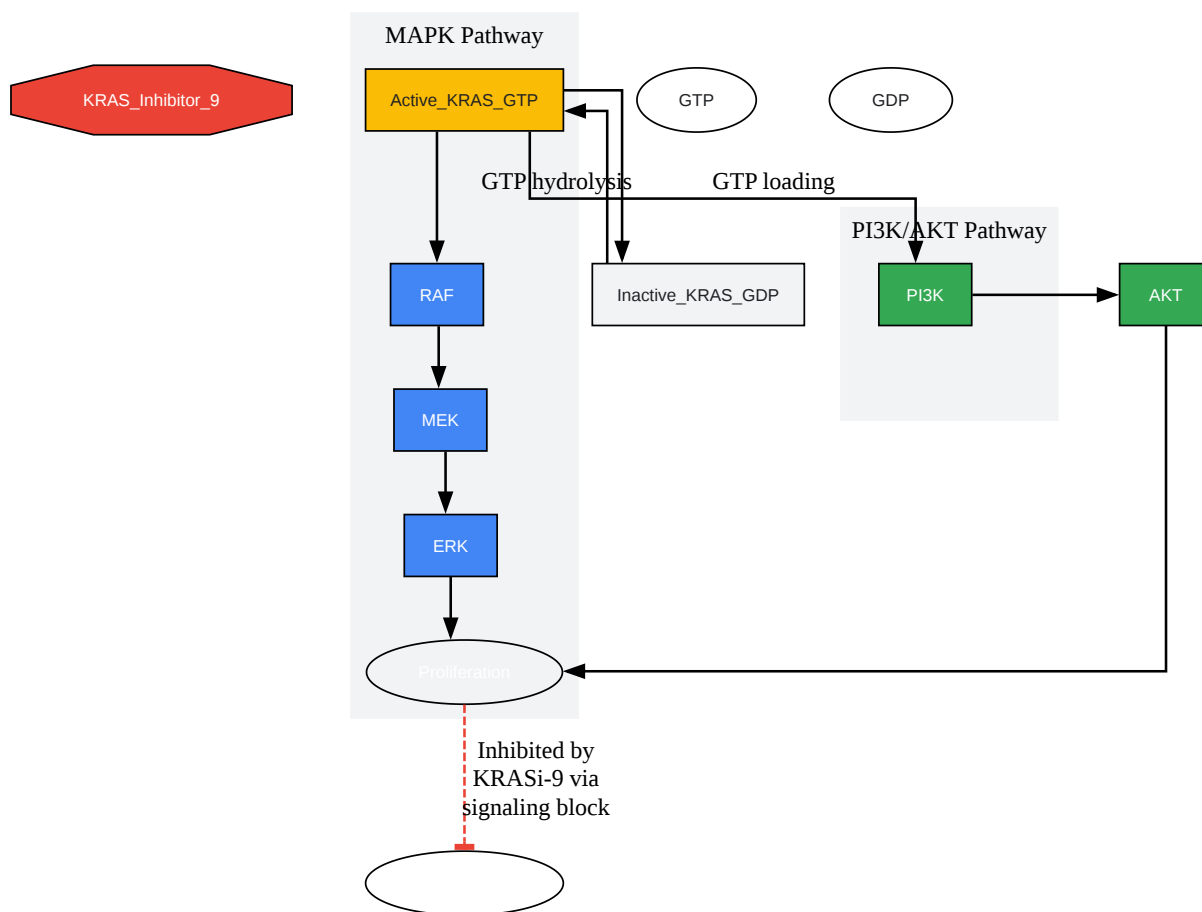 MAPK Pathway
KRAS_Inhibitor_9
Active_KRAS_GTP
GTP
GDP
GTP hydrolysis
GTP loading
PI3K/AKT Pathway
RAF
Inactive_KRAS_GDP
PI3K
AKT
MEK
ERK
Proliferation
Inhibited by
KRASi-9 via
signaling block